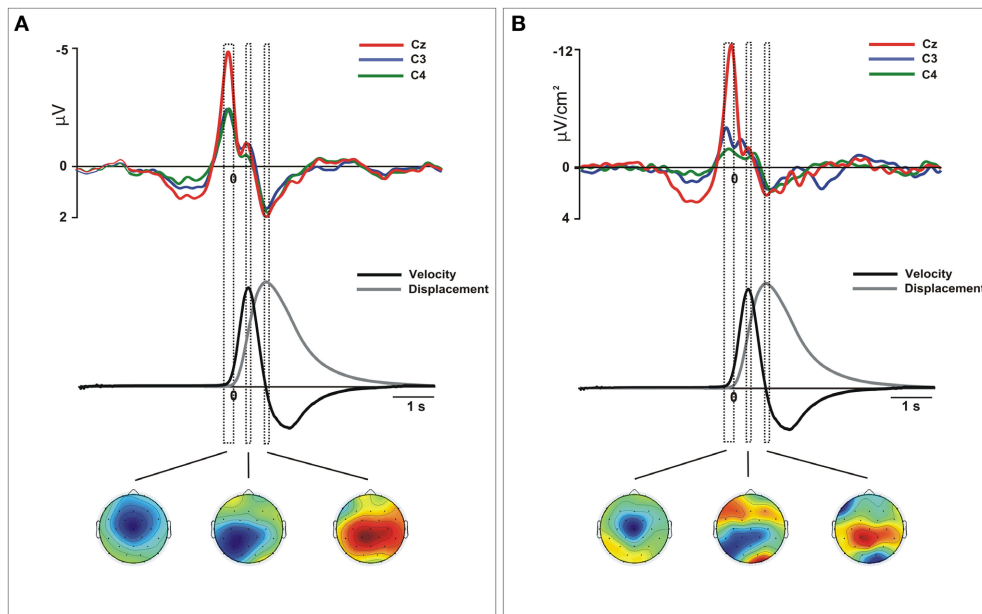 A
-5
μV
0
2
0
Cz
C3
C4
Velocity
Displacement
0
1 s
B
-12
μV/cm²
0
4
0
Cz
C3
C4
Velocity
Displacement
0
1 s